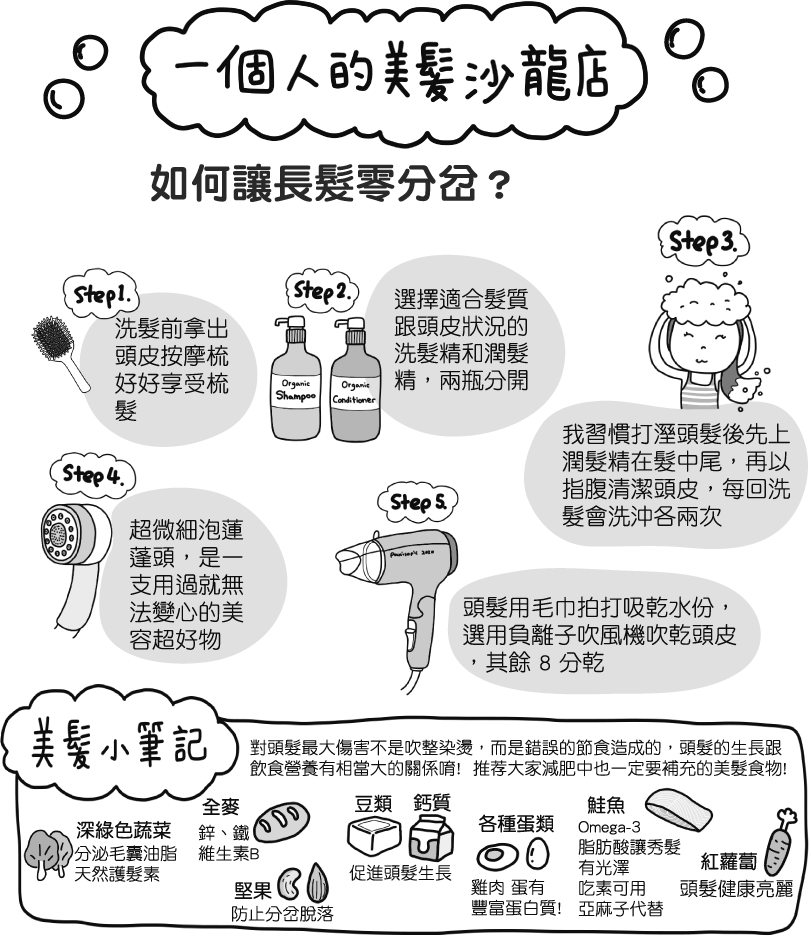 一個人的美髮沙龍店
如何讓長髮零分岔？
Step1.
洗髮前拿出
頭皮按摩梳
好好享受梳
髮
Step2.
Organic
Shampoo
Organic
Conditioner
選擇適合髮質
跟頭皮狀況的
洗髮精和潤髮
精，兩瓶分開
Step3.
我習慣打溼頭髮後先上
潤髮精在髮中尾，再以
指腹清潔頭皮，每回洗
髮會洗沖各兩次
Step4.
超微細泡蓮
蓬頭，是一
支用過就無
法變心的美
容超好物
Step5.
頭髮用毛巾拍打吸乾水份，
選用負離子吹風機吹乾頭皮
，其餘 8 分乾
美髮小筆記
對頭髮最大傷害不是吹整染燙，而是錯誤的節食造成的，頭髮的生長跟
飲食營養有相當大的關係唷! 推荐大家減肥中也一定要補充的美髮食物!
深綠色蔬菜
分泌毛囊油脂
天然護髮素
全麥
鋅、鐵
維生素B
堅果
防止分岔脫落
豆類 鈣質
促進頭髮生長
各種蛋類
雞肉 蛋有
豐富蛋白質!
鮭魚
Omega-3
脂肪酸讓秀髮
有光澤
吃素可用
亞麻子代替
紅蘿蔔
頭髮健康亮麗